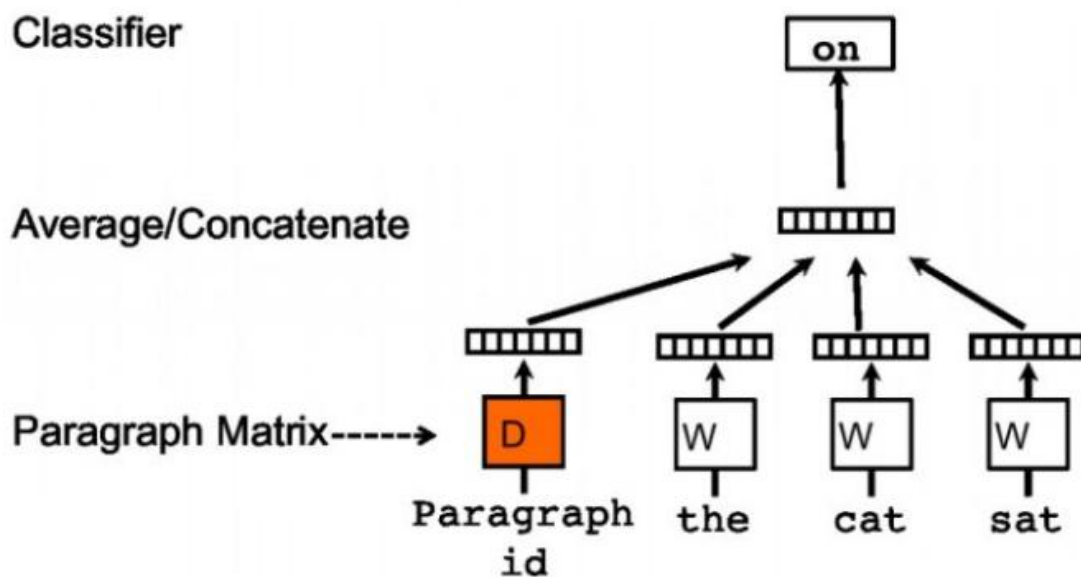 Classifier
on
Average/Concatenate
Paragraph Matrix
D
W
W
W
Paragraph
id
the
cat
sat